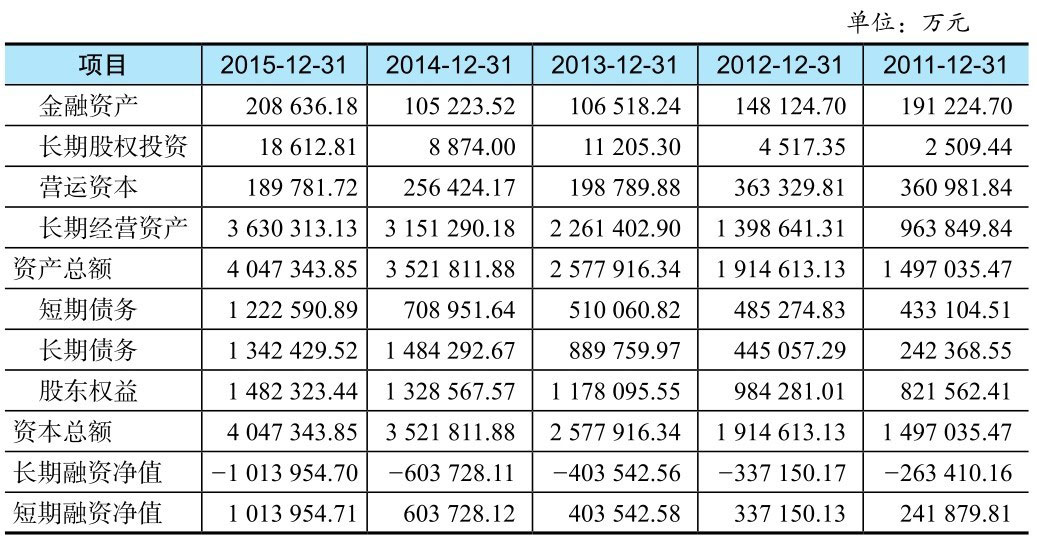 单位：万元
项目 2015-12-31 2014-12-31 2013-12-31 2012-12-31 2011-12-31
金融资产 208 636.18 105 223.52 106 518.24 148 124.70 191 224.70
长期股权投资 18 612.81 8 874.00 11 205.30 4 517.35 2 509.44
营运资本 189 781.72 256 424.17 198 789.88 363 329.81 360 981.84
长期经营资产 3 630 313.13 3 151 290.18 2 261 402.90 1 398 641.31 963 849.84
资产总额 4 047 343.85 3 521 811.88 2 577 916.34 1 914 613.13 1 497 035.47
短期债务 1 222 590.89 708 951.64 510 060.82 485 274.83 433 104.51
长期债务 1 342 429.52 1 484 292.67 889 759.97 445 057.29 242 368.55
股东权益 1 482 323.44 1 328 567.57 1 178 095.55 984 281.01 821 562.41
资本总额 4 047 343.85 3 521 811.88 2 577 916.34 1 914 613.13 1 497 035.47
长期融资净值 −1 013 954.70 −603 728.11 −403 542.56 −337 150.17 −263 410.16
短期融资净值 1 013 954.71 603 728.12 403 542.58 337 150.13 241 879.81